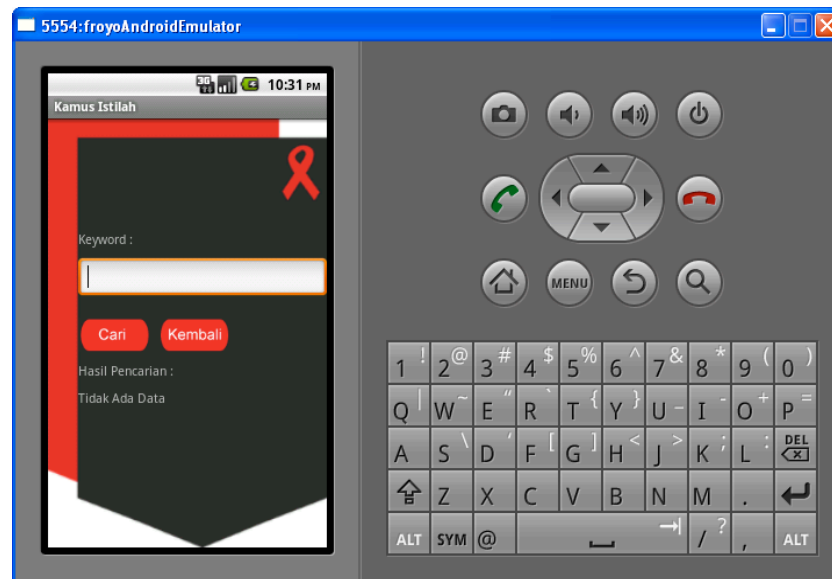 5554:froyoAndroidEmulator
3G 10:31 PM
Kamus Istilah
Keyword :
Cari Kembali
Hasil Pencarian :
Tidak Ada Data
MENU
1 ! 2 @ 3 # 4 $ 5 % 6 ^ 7 & 8 * 9 ( 0 )
Q | W ~ E " R ` T { Y } U _ I - O + P =
A S \ D ' F [ G ] H < J > K ; L : DEL
Z X C V B N M .
ALT SYM @ / ? , ALT